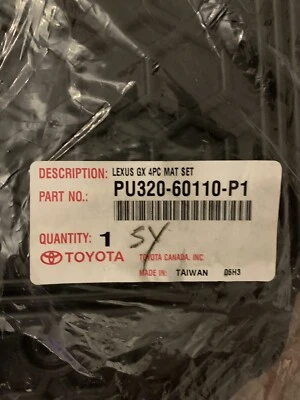 DESCRIPTION: LEXUS GX 4PC MAT SET
PART NO.: PU320-60110-P1
QUANTITY: 1 SY
TOYOTA TOYOTA CANADA, INC.
MADE IN: TAIWAN 06H3